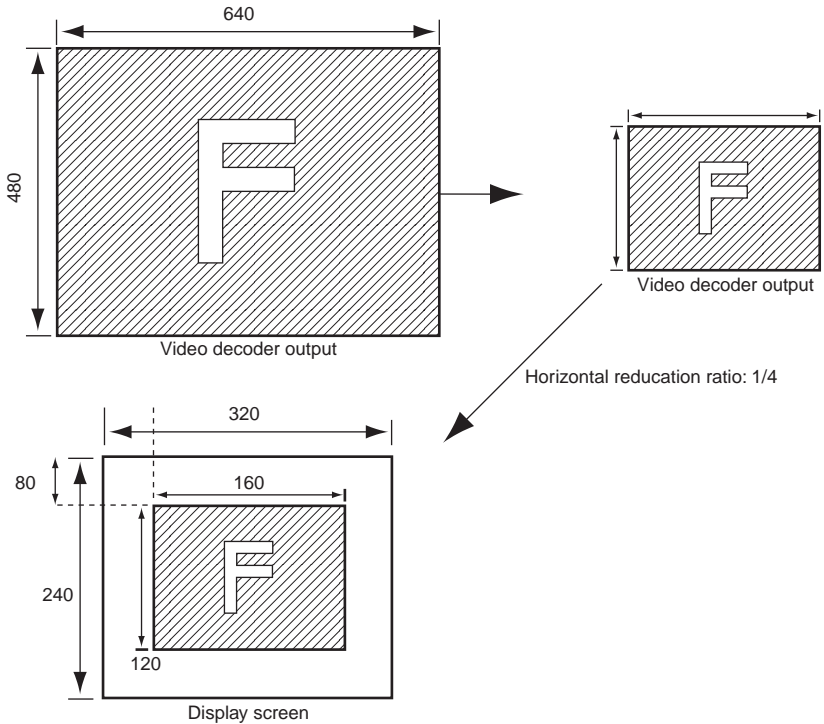 640
480
F
Video decoder output
F
Video decoder output
Horizontal reducation ratio: 1/4
320
80
160
F
240
120
Display screen